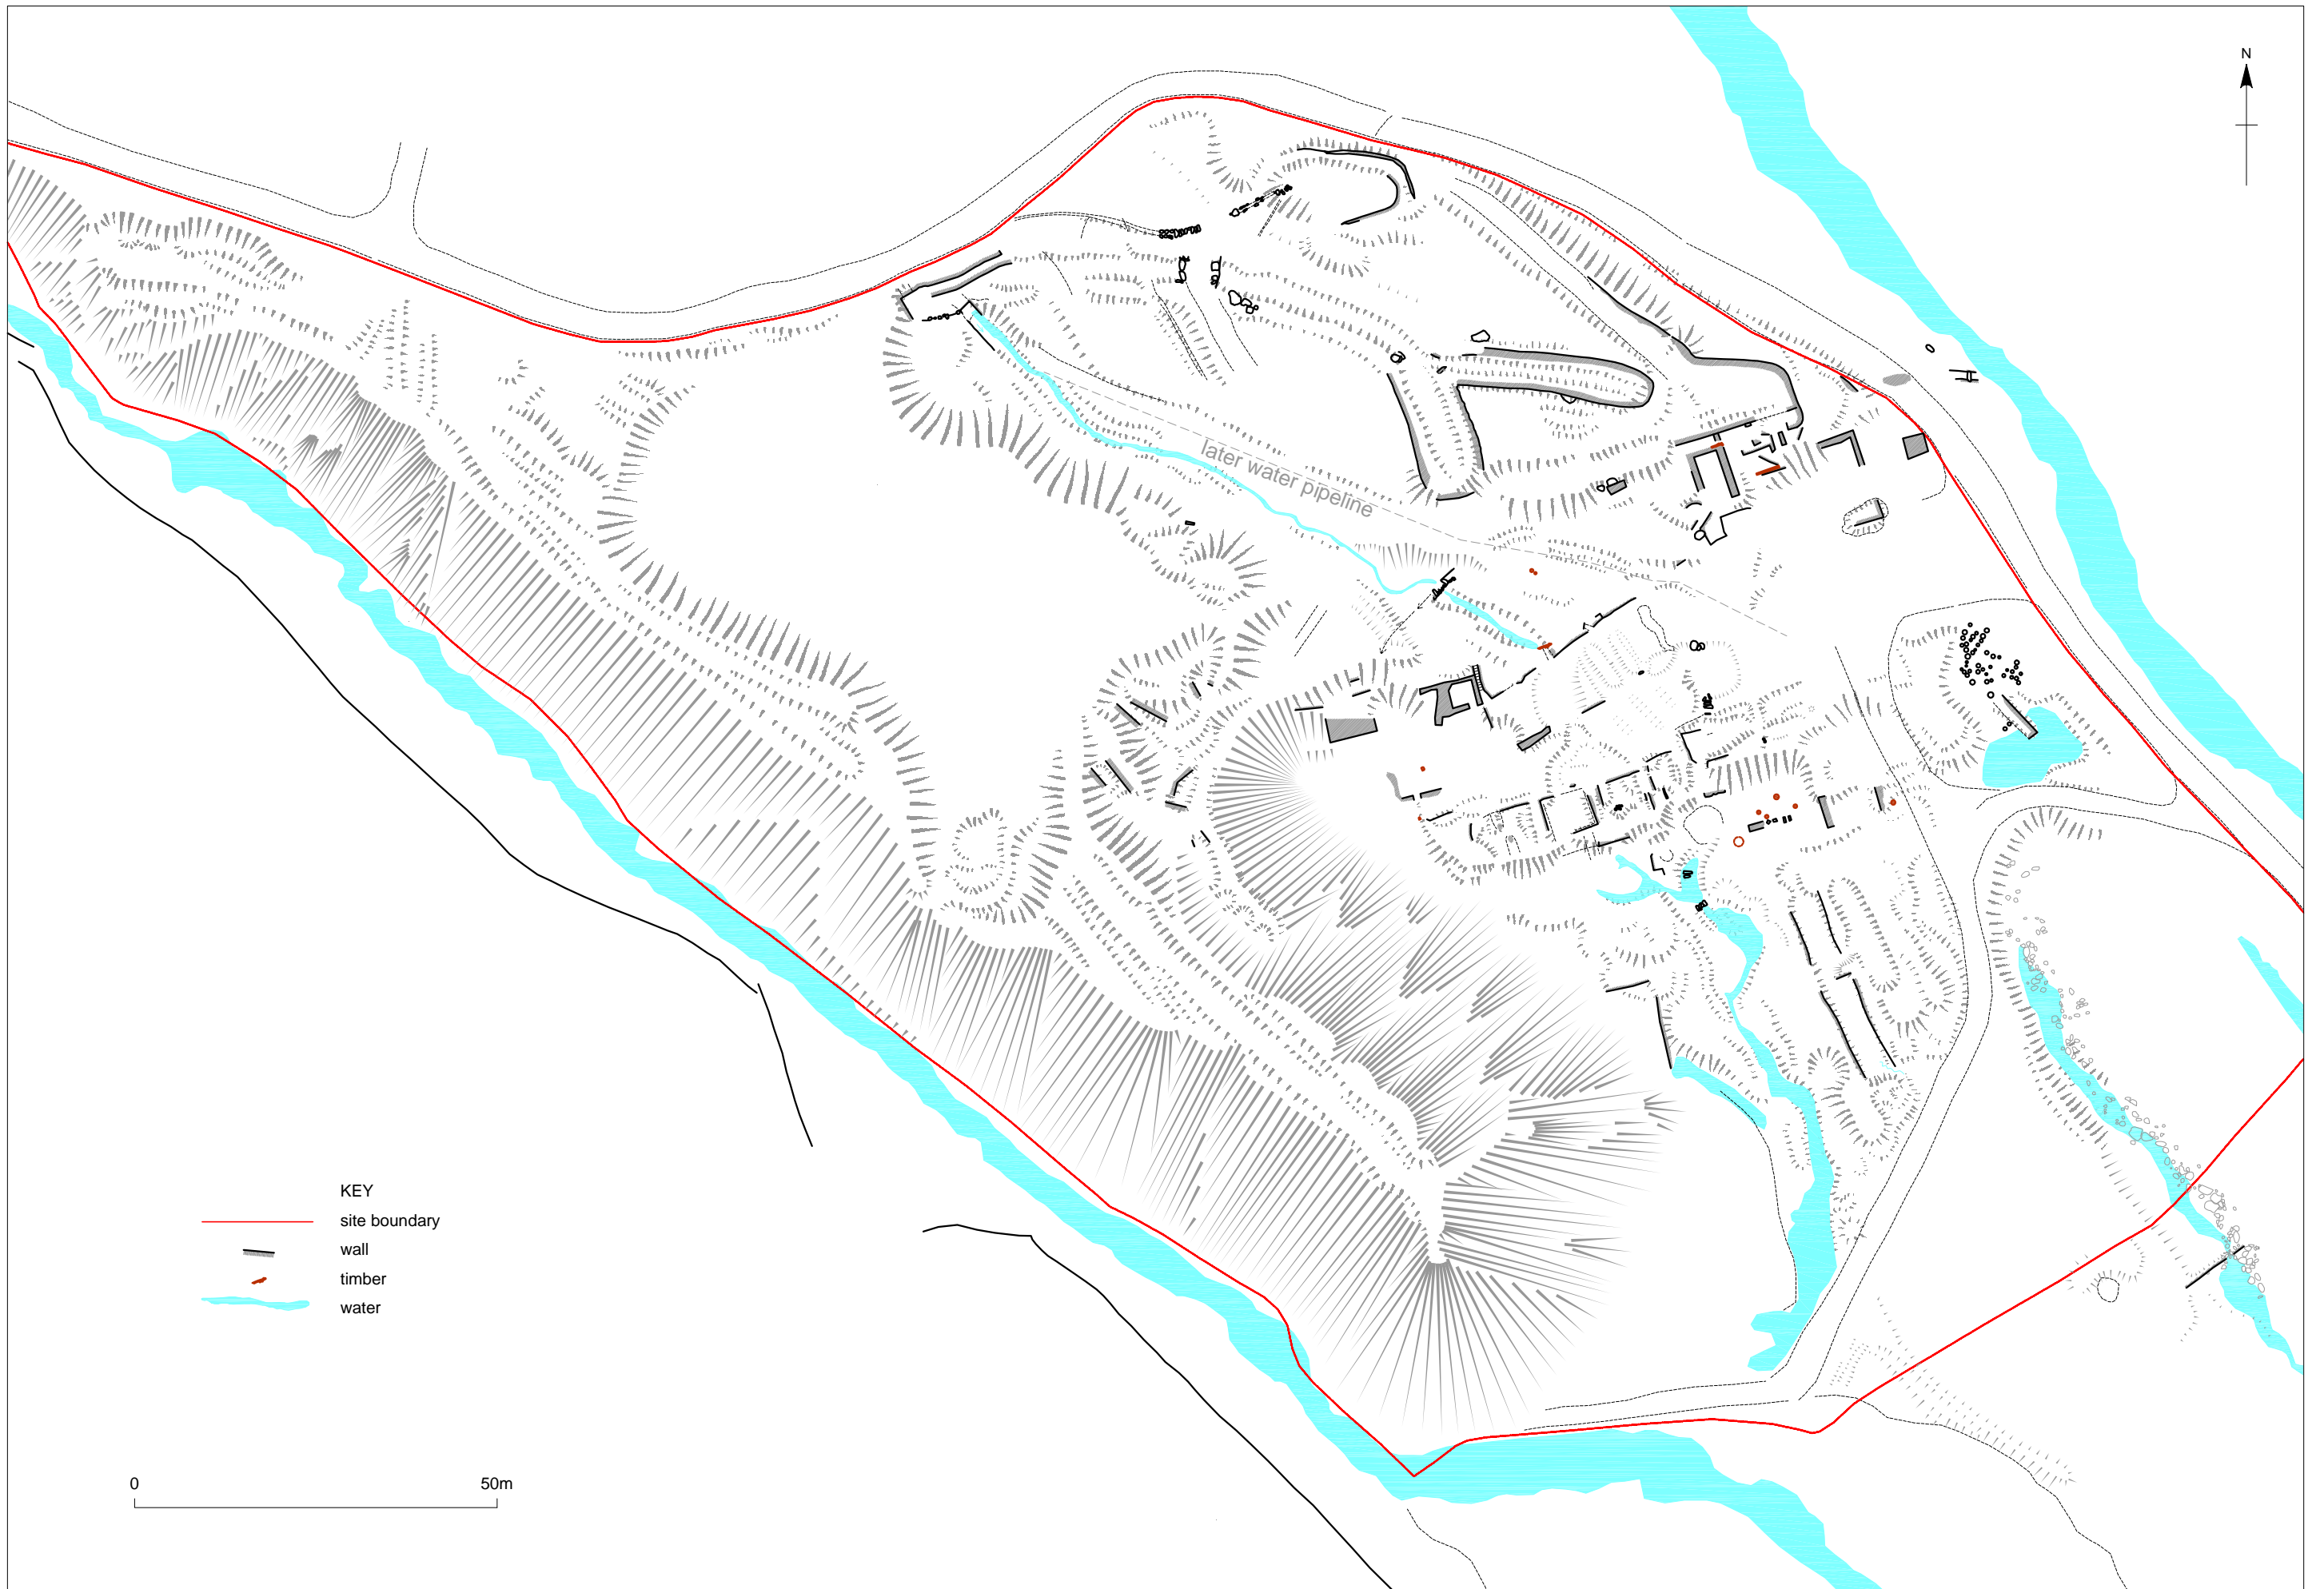 N
later water pipeline
KEY
site boundary
wall
timber
water
0 50m